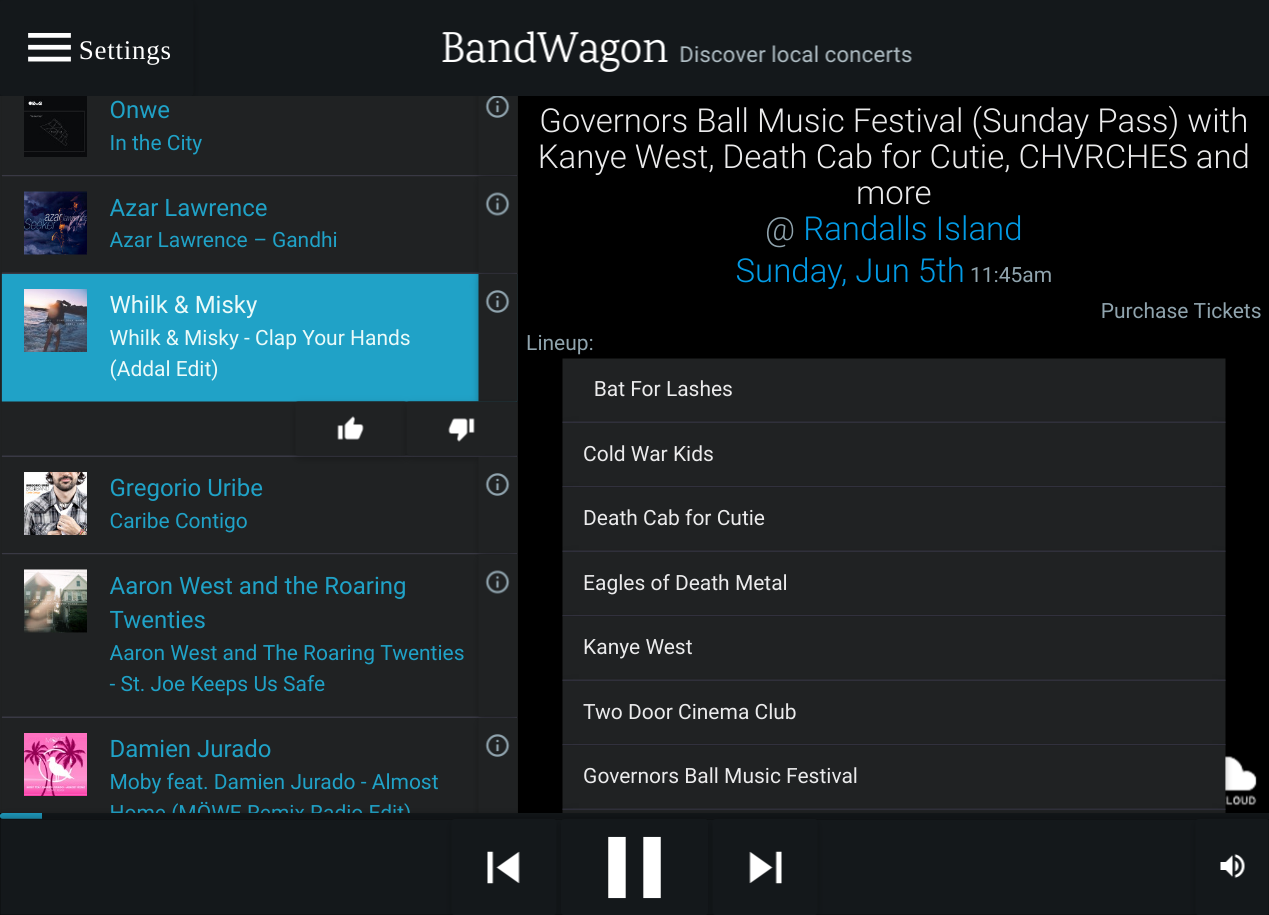 Settings
BandWagon Discover local concerts
Onwe
In the City
Azar Lawrence
Azar Lawrence – Gandhi
Whilk & Misky
Whilk & Misky - Clap Your Hands
(Addal Edit)
Gregorio Uribe
Caribe Contigo
Aaron West and the Roaring
Twenties
Aaron West and The Roaring Twenties
- St. Joe Keeps Us Safe
Damien Jurado
Moby feat. Damien Jurado - Almost
Home (MÖWE Remix Radio Edit)
Governors Ball Music Festival (Sunday Pass) with
Kanye West, Death Cab for Cutie, CHVRCHES and
more
@ Randalls Island
Sunday, Jun 5th 11:45am
Purchase Tickets
Lineup:
Bat For Lashes
Cold War Kids
Death Cab for Cutie
Eagles of Death Metal
Kanye West
Two Door Cinema Club
Governors Ball Music Festival
LOUD